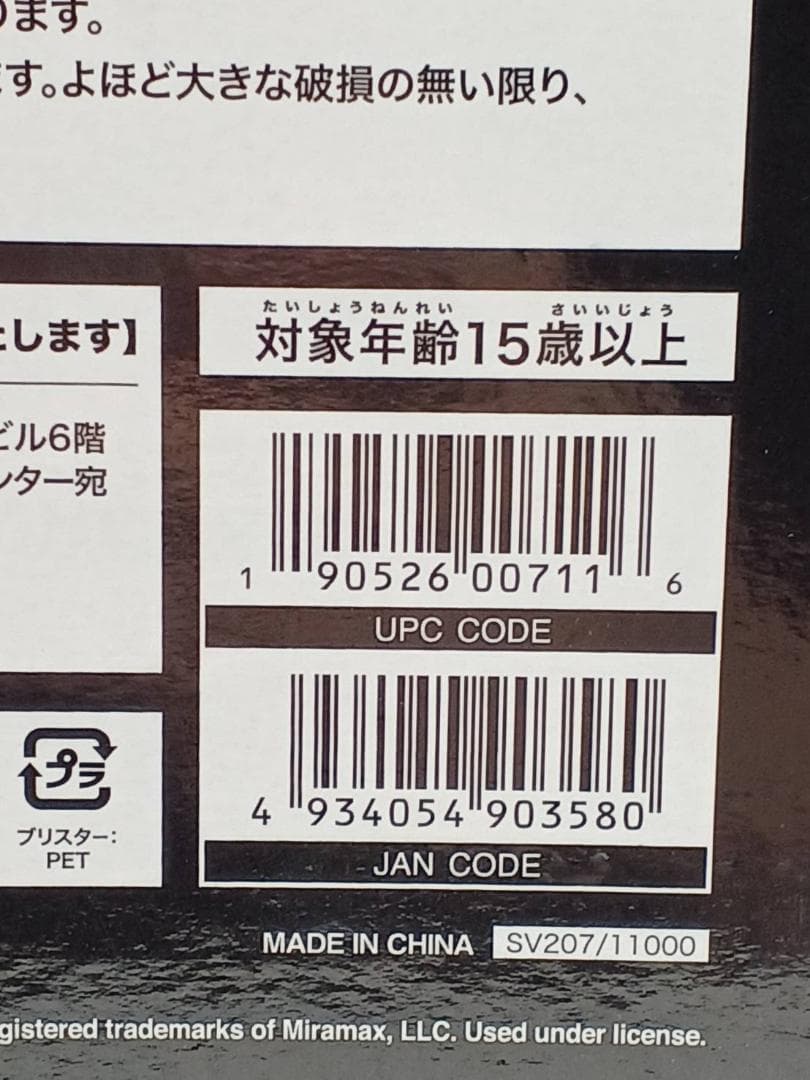 ります。
ます。よほど大きな破損の無い限り、
たします】
ビル6階
ンター宛
たいしょうねんれい さいいじょう
対象年齢15歳以上
1 90526 00711 6
UPC CODE
4 934054 903580
JAN CODE
プラ
ブリスター:
PET
MADE IN CHINA SV207/11000
gistered trademarks of Miramax, LLC. Used under license.